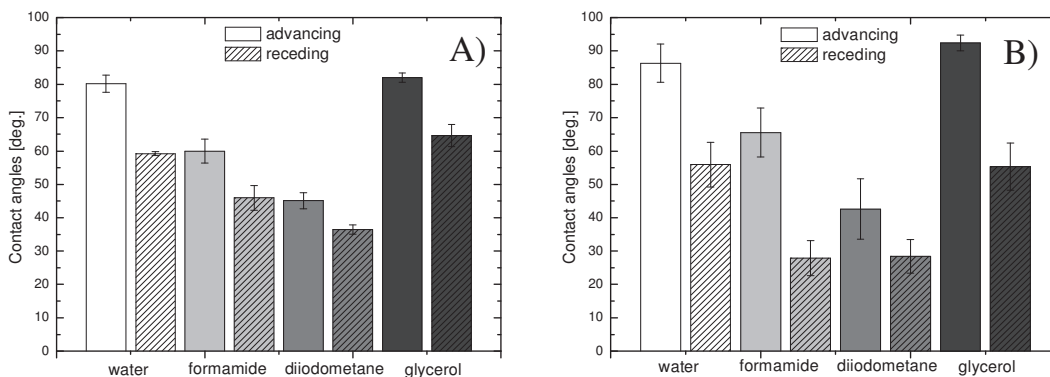 100
90
80
70
60
50
40
30
20
10
0
Contact angles [deg.]
advancing
receding
A)
water
formamide
diiodometane
glycerol
100
90
80
70
60
50
40
30
20
10
0
Contact angles [deg.]
advancing
receding
B)
water
formamide
diiodometane
glycerol